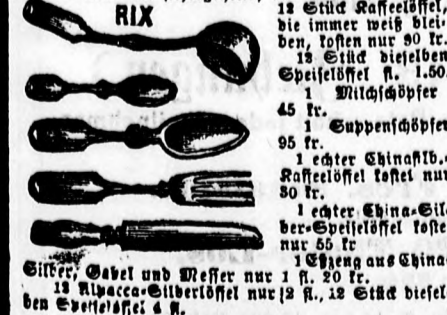 RIX
12 Stück Kaffeelöffel,
die immer weiß blei-
ben, kosten nur 90 kr.
12 Stück dieselben
Speiselöffel fl. 1.50.
1 Milchschöpfer
45 kr.
1 Suppenschöpfer
95 kr.
1 echter Chinasilb.-
Kaffeelöffel kostet nur
30 kr.
1 echter China-Sil-
ber-Speiselöffel koste
nur 55 kr
1 Eßzeug aus China-
Silber, Gabel und Messer nur 1 fl. 20 kr.
12 Alpacca-Silberlöffel nur 2 fl., 12 Stück diesel-
ben Speiselöffel 4 fl.